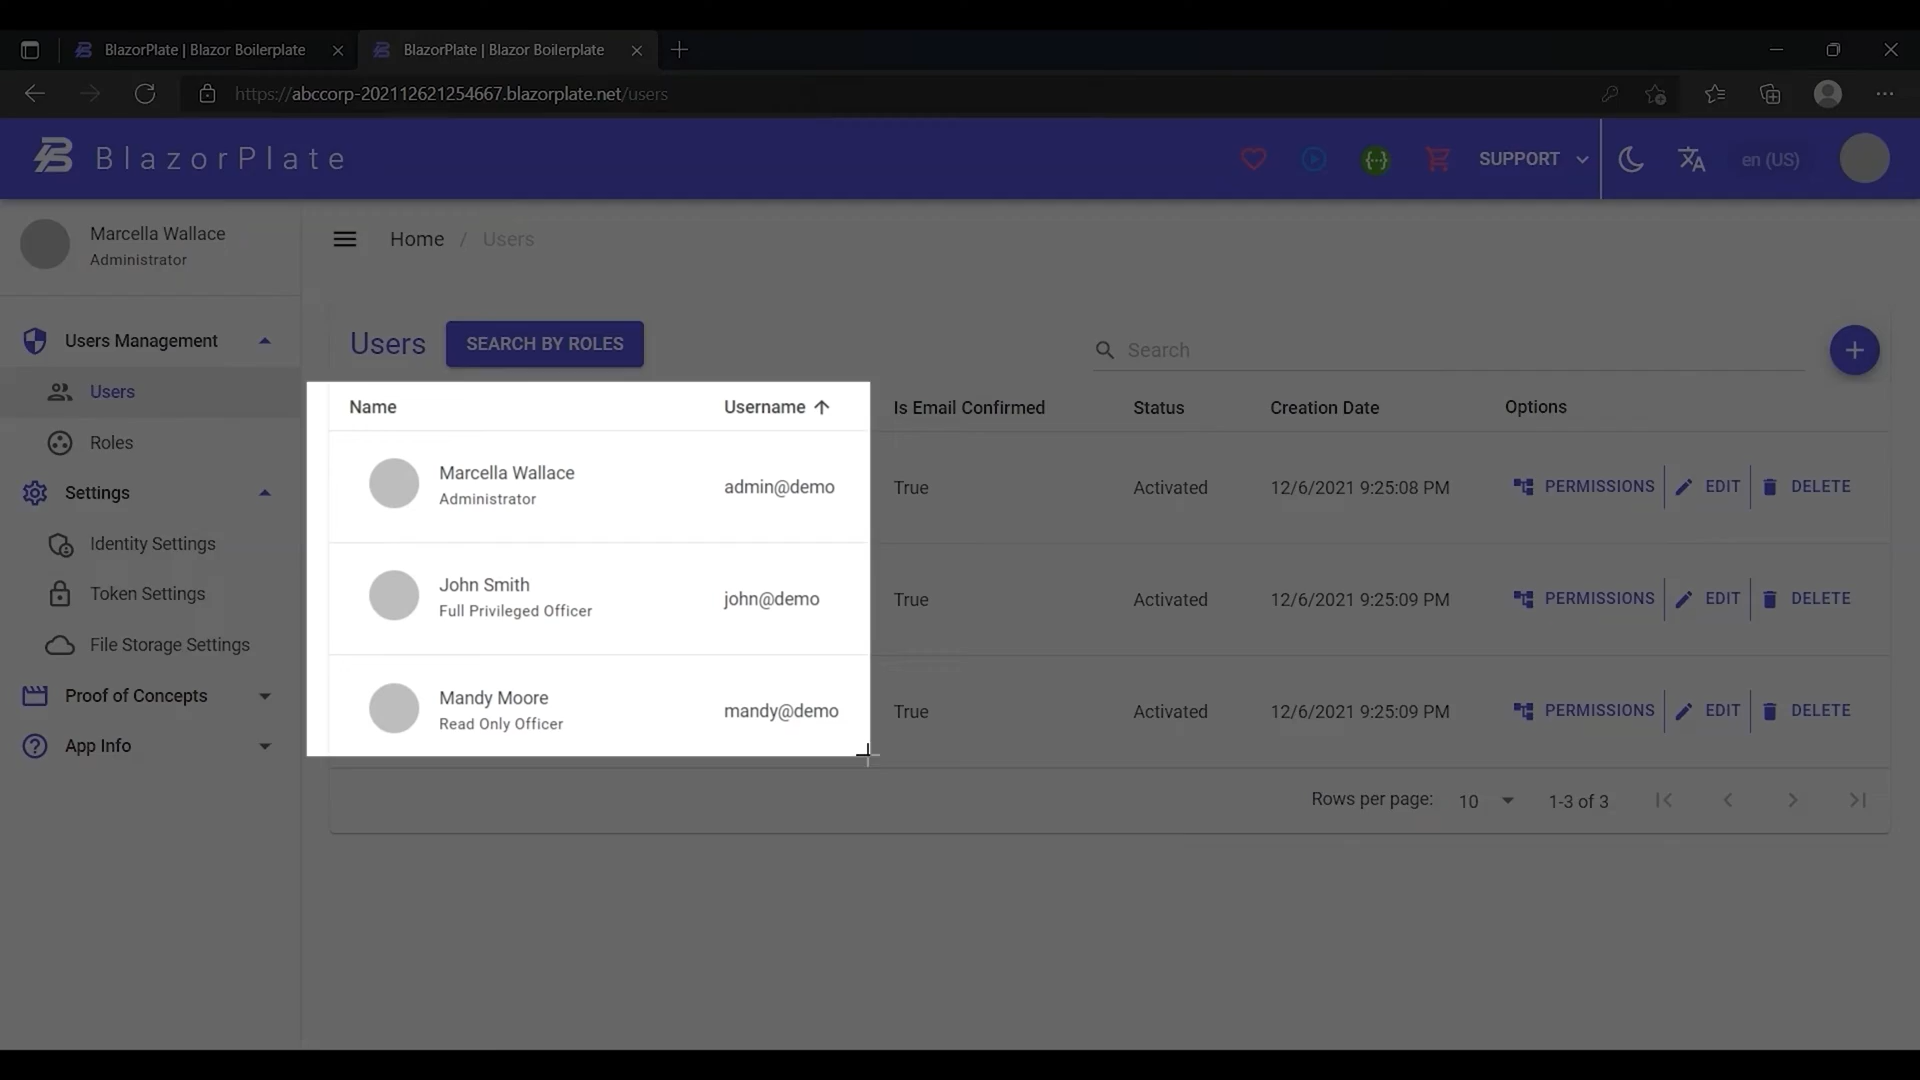 BlazorPlate | Blazor Boilerplate
BlazorPlate | Blazor Boilerplate
https://abccorp-202112621254667.blazorplate.net/users
BlazorPlate
SUPPORT
en (US)
Marcella Wallace
Administrator
Home / Users
Users Management
Users
Roles
Settings
Identity Settings
Token Settings
File Storage Settings
Proof of Concepts
App Info
Users
SEARCH BY ROLES
Search
Name Username Is Email Confirmed Status Creation Date Options
Marcella Wallace
Administrator
admin@demo True Activated 12/6/2021 9:25:08 PM PERMISSIONS EDIT DELETE
John Smith
Full Privileged Officer
john@demo True Activated 12/6/2021 9:25:09 PM PERMISSIONS EDIT DELETE
Mandy Moore
Read Only Officer
mandy@demo True Activated 12/6/2021 9:25:09 PM PERMISSIONS EDIT DELETE
Rows per page: 10 1-3 of 3